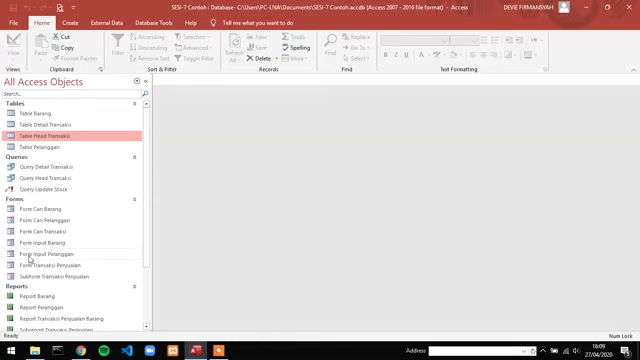 SESI-7 Contoh : Database- C:\Users\PC-LNA\Documents\SESI-7 Contoh.accdb (Access 2007 - 2016 file format) - Access
DEVIE FIRMANSYAH
File Home Create External Data Database Tools Help Tell me what you want to do
View
Views
Paste
Cut
Copy
Format Painter
Clipboard
Filter
Ascending
Descending
Remove Sort
Selection
Advanced
Toggle Filter
Sort & Filter
Refresh All
New
Save
Delete
Totals
Spelling
More
Records
Find
Replace
Go To
Select
Find
B I U
Text Formatting
All Access Objects
Search...
Tables
Table Barang
Table Detail Transaksi
Table Head Transaksi
Table Pelanggan
Queries
Query Detail Transaksi
Query Head Transaksi
Query Update Stock
Forms
Form Cari Barang
Form Cari Pelanggan
Form Cari Transaksi
Form Input Barang
Form Input Pelanggan
Form Transaksi Penjualan
Subform Transaksi Penjualan
Reports
Report Barang
Report Pelanggan
Report Transaksi Penjualan Barang
Subreport Transaksi Penjualan
Ready
Num Lock
Address
16:09
27/04/2020